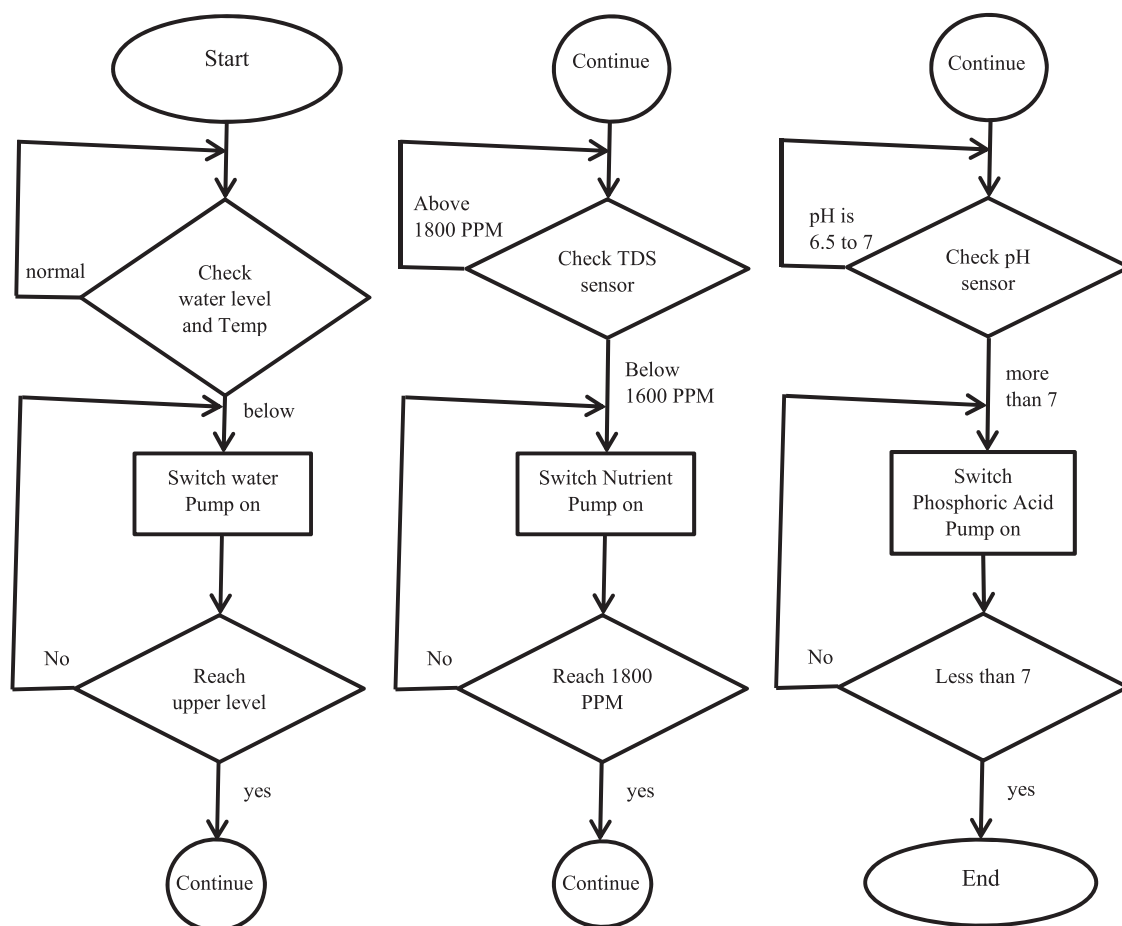 Start
normal
Check
water level
and Temp
below
Switch water
Pump on
No
Reach
upper level
yes
Continue
Continue
Above
1800 PPM
Check TDS
sensor
Below
1600 PPM
Switch Nutrient
Pump on
No
Reach 1800
PPM
yes
Continue
Continue
pH is
6.5 to 7
Check pH
sensor
more
than 7
Switch
Phosphoric Acid
Pump on
No
Less than 7
yes
End